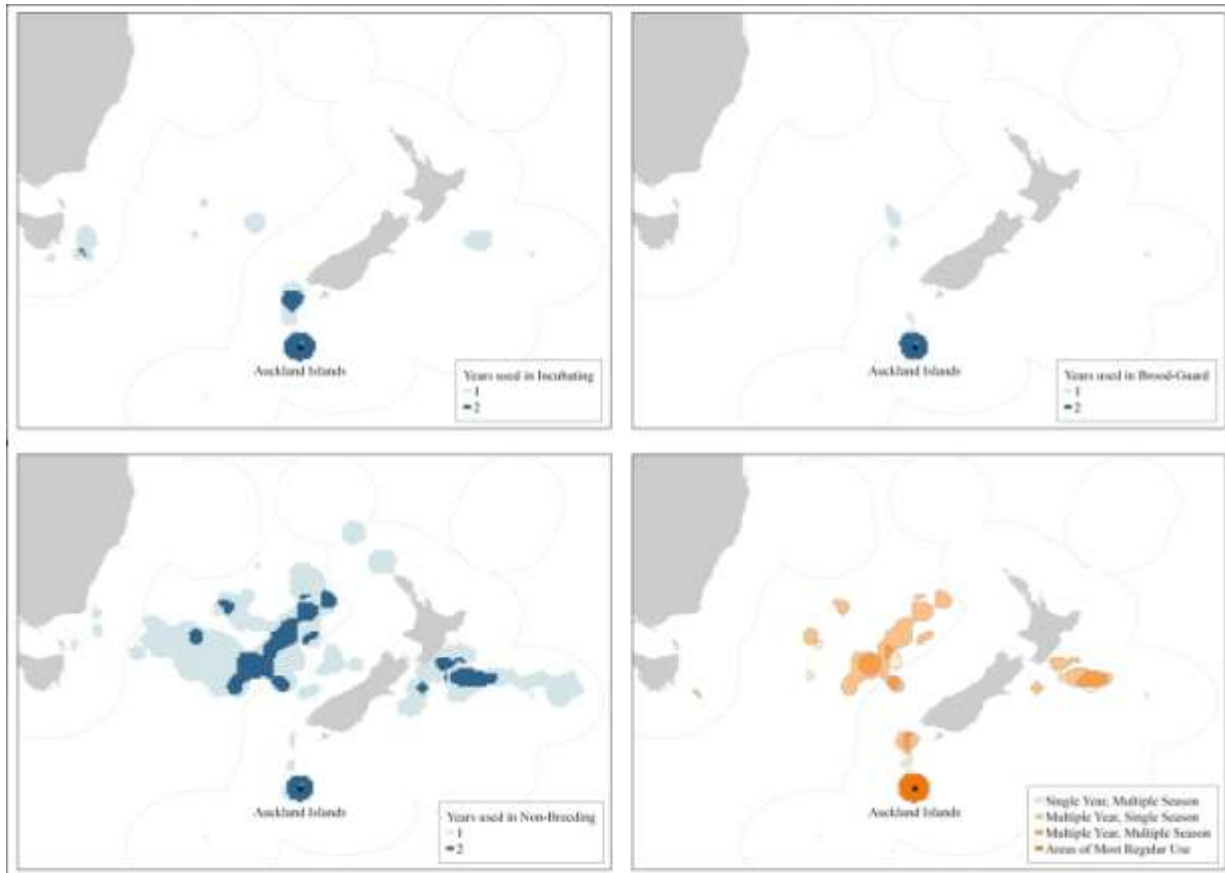 Auckland Islands
Years used in Incubating
1
2
Auckland Islands
Years used in Brood-Guard
1
2
Auckland Islands
Years used in Non-Breeding
1
2
Auckland Islands
Single Year, Multiple Season
Multiple Year, Single Season
Multiple Year, Multiple Season
Areas of Most Regular Use